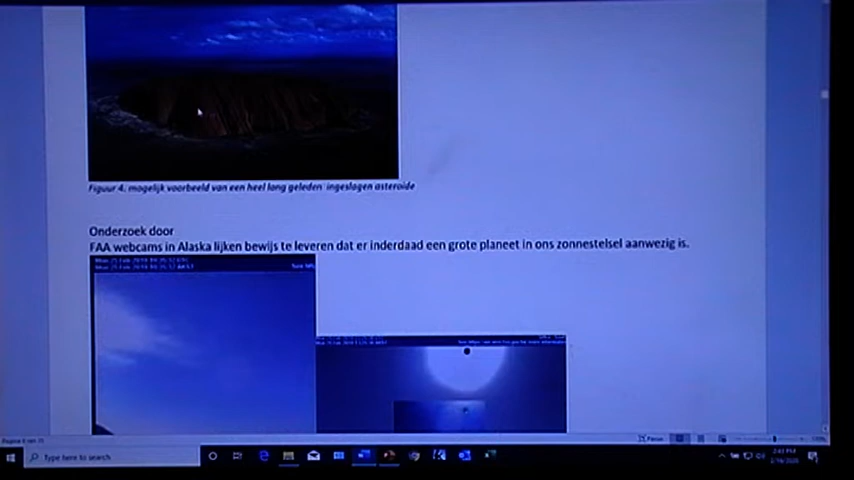 Figuur 4. mogelijk voorbeeld van een heel lang geleden ingeslagen asteroide
Onderzoek door
FAA webcams in Alaska lijken bewijs te leveren dat er inderdaad een grote planeet in ons zonnestelsel aanwezig is.
Type here to search